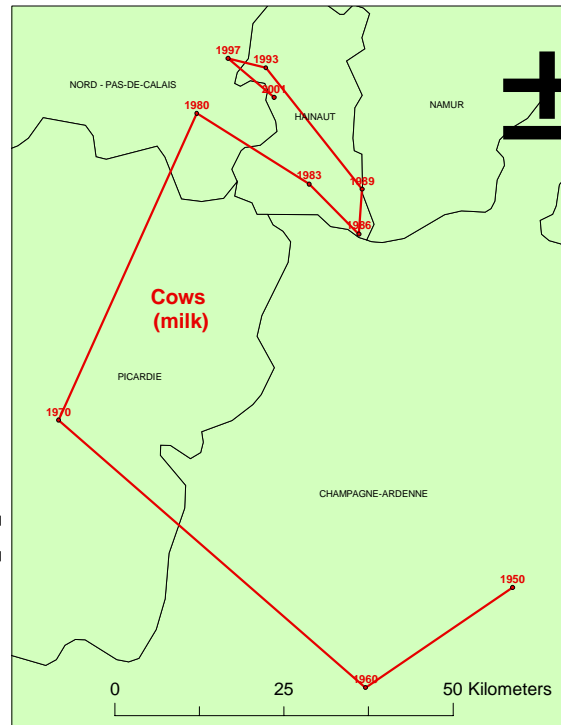 1997
1993
NORD - PAS-DE-CALAIS
2001
NAMUR
1980
HAINAUT
1983
1989
1986
Cows
(milk)
PICARDIE
1970
CHAMPAGNE-ARDENNE
1950
1960
0 25 50 Kilometers